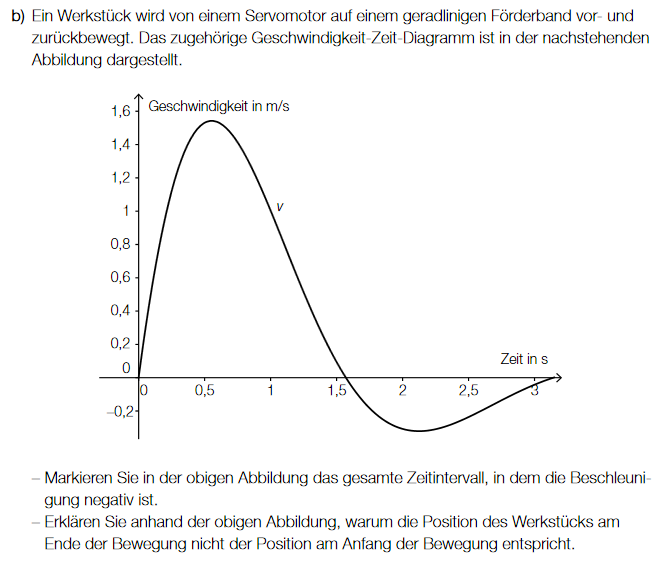 b) Ein Werkstück wird von einem Servomotor auf einem geradlinigen Förderband vor- und
zurückbewegt. Das zugehörige Geschwindigkeit-Zeit-Diagramm ist in der nachstehenden
Abbildung dargestellt.
Geschwindigkeit in m/s
1,6
1,4
1,2
1
0,8
0,6
0,4
0,2
0
–0,2
v
Zeit in s
0 0,5 1 1,5 2 2,5 3
– Markieren Sie in der obigen Abbildung das gesamte Zeitintervall, in dem die Beschleuni-
gung negativ ist.
– Erklären Sie anhand der obigen Abbildung, warum die Position des Werkstücks am
Ende der Bewegung nicht der Position am Anfang der Bewegung entspricht.